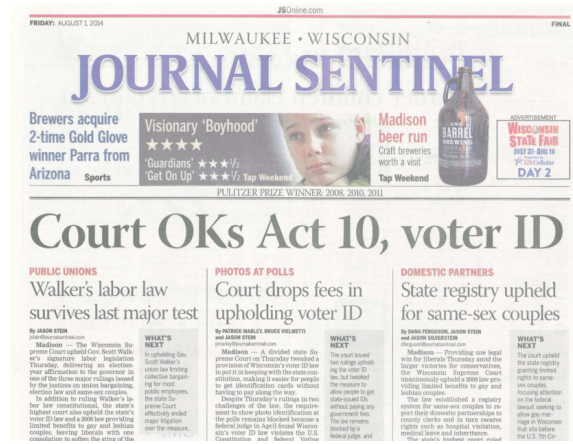 JSOnline.com
FRIDAY: AUGUST 1, 2014
FINAL
MILWAUKEE • WISCONSIN
JOURNAL SENTINEL
Brewers acquire
2-time Gold Glove
winner Parra from
Arizona Sports
Visionary 'Boyhood'
★★★★
'Guardians' ★★★½
'Get On Up' ★★★½ Tap Weekend
Madison
beer run
Craft breweries
worth a visit
Tap Weekend
BARREL
BREWING
ADVERTISEMENT
WISCONSIN
STATE FAIR
JULY 31 - AUG 10
US Cellular
DAY 2
PULITZER PRIZE WINNER: 2008, 2010, 2011
Court OKs Act 10, voter ID
PUBLIC UNIONS
Walker's labor law
survives last major test
By JASON STEIN
jstein@journalsentinel.com
Madison — The Wisconsin Su-
preme Court upheld Gov. Scott Walk-
er's signature labor legislation
Thursday, delivering an election-
year affirmation to the governor in
one of the three major rulings issued
by the justices on union bargaining,
election law and same-sex couples.
In addition to ruling Walker's la-
bor law constitutional, the state's
highest court also upheld the state's
voter ID law and a 2009 law providing
limited benefits to gay and lesbian
couples, leaving liberals with one
consolation to soften the sting of the
WHAT'S
NEXT
In upholding Gov.
Scott Walker's
union law limiting
collective bargain-
ing for most
public employees,
the state Su-
preme Court
effectively ended
major litigation
over the measure.
PHOTOS AT POLLS
Court drops fees in
upholding voter ID
By PATRICK MARLEY, BRUCE VIELMETTI
and JASON STEIN
pmarley@journalsentinel.com
Madison — A divided state Su-
preme Court on Thursday tweaked a
provision of Wisconsin's voter ID law
to put it in keeping with the state con-
stitution, making it easier for people
to get identification cards without
having to pay along the way.
Despite Thursday's rulings in two
challenges of the law, the require-
ment to show photo identification at
the polls remains blocked because a
federal judge in April found Wiscon-
sin's voter ID law violates the U.S.
Constitution and federal Voting
WHAT'S
NEXT
The court issued
two rulings uphold-
ing the voter ID
law, but tweaked
the measure to
allow people to get
state-issued IDs
without paying any
government fees.
The law remains
blocked by a
federal judge, and
DOMESTIC PARTNERS
State registry upheld
for same-sex couples
By DANA FERGUSON, JASON STEIN
and JASON SILVERSTEIN
dferguson@journalsentinel.com
Madison — Providing one legal
win for liberals Thursday amid the
larger victories for conservatives,
the Wisconsin Supreme Court
unanimously upheld a 2009 law pro-
viding limited benefits to gay and
lesbian couples.
The law established a registry
system for same-sex couples to re-
port their domestic partnerships to
county clerks and in turn receive
rights such as hospital visitation,
medical leave and inheritance.
The state's highest court ruled
WHAT'S
NEXT
The court upheld
the state registry
granting limited
rights to same-
sex couples,
focusing attention
on the federal
lawsuit seeking to
allow gay mar-
riage in Wisconsin
that sits before
the U.S. 7th Cir-